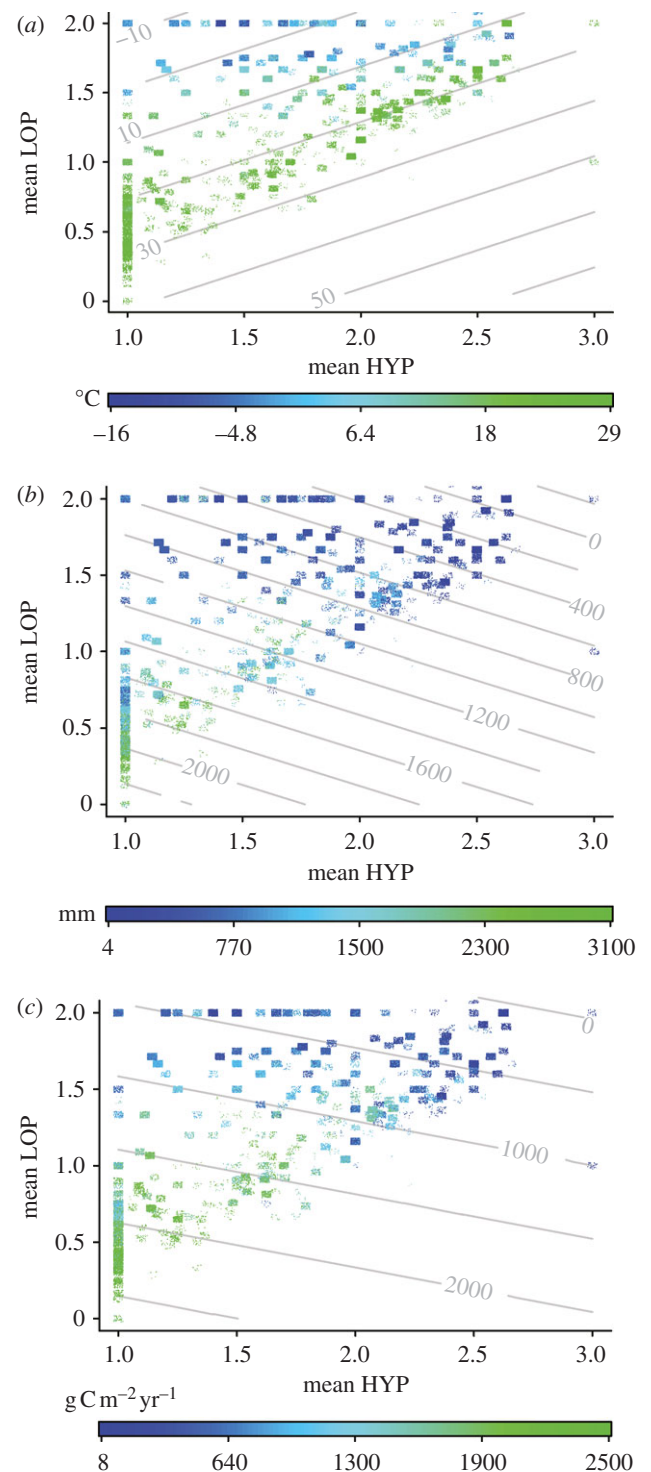 (a)
2.0
1.5
1.0
0.5
0
mean LOP
–10
10
30
50
1.0 1.5 2.0 2.5 3.0
mean HYP
°C
–16 –4.8 6.4 18 29
(b)
2.0
1.5
1.0
0.5
0
mean LOP
0
400
800
1200
1600
2000
1.0 1.5 2.0 2.5 3.0
mean HYP
mm
4 770 1500 2300 3100
(c)
2.0
1.5
1.0
0.5
0
mean LOP
0
1000
2000
1.0 1.5 2.0 2.5 3.0
mean HYP
g C m⁻² yr⁻¹
8 640 1300 1900 2500